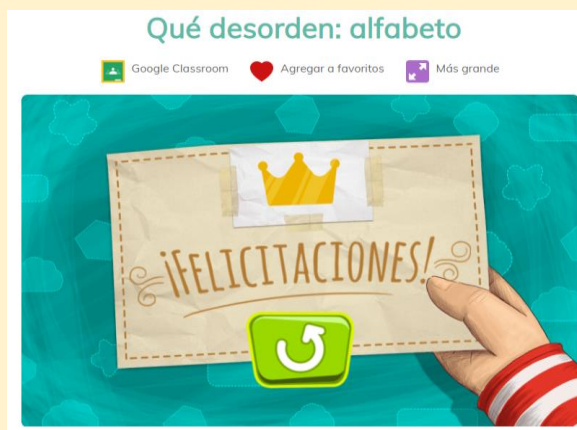 Qué desorden: alfabeto
Google Classroom Agregar a favoritos Más grande
¡FELICITACIONES!